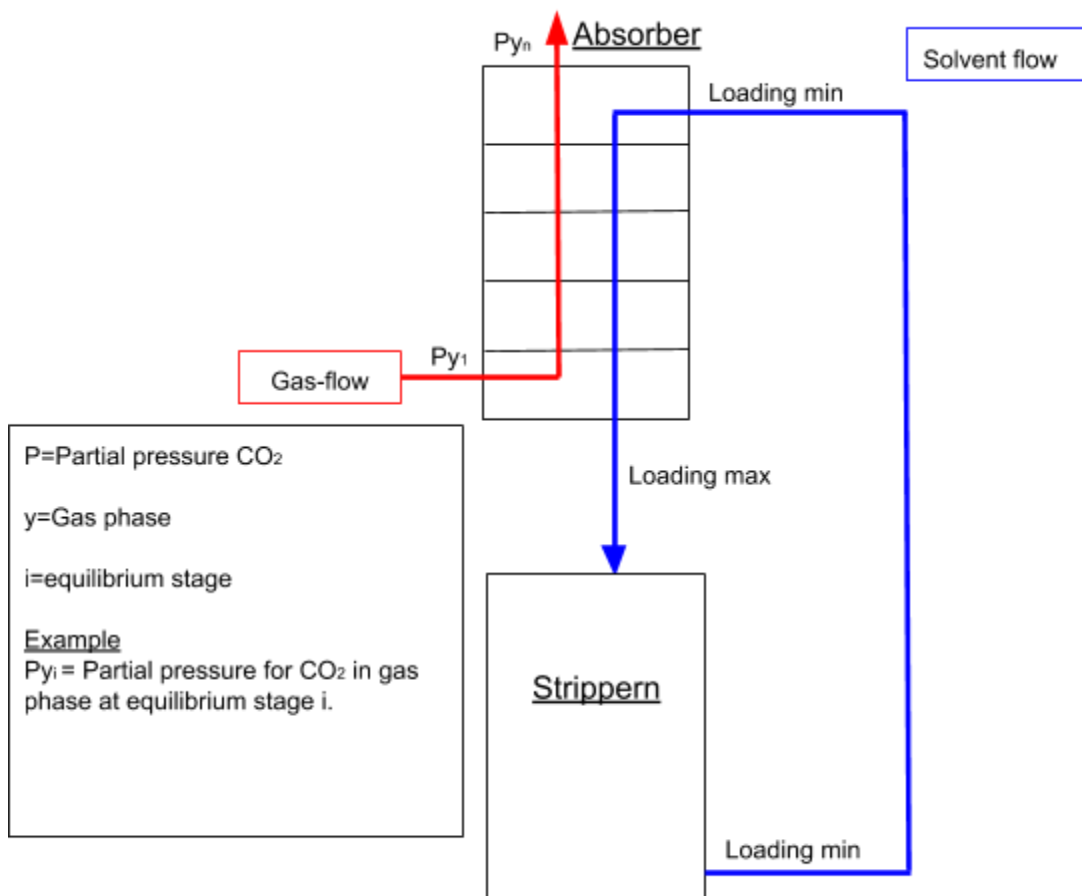 Pyₙ
Absorber
Solvent flow
Loading min
Py₁
Gas-flow
P=Partial pressure CO₂
y=Gas phase
i=equilibrium stage
Example
Pyᵢ = Partial pressure for CO₂ in gas
phase at equilibrium stage i.
Loading max
Strippern
Loading min